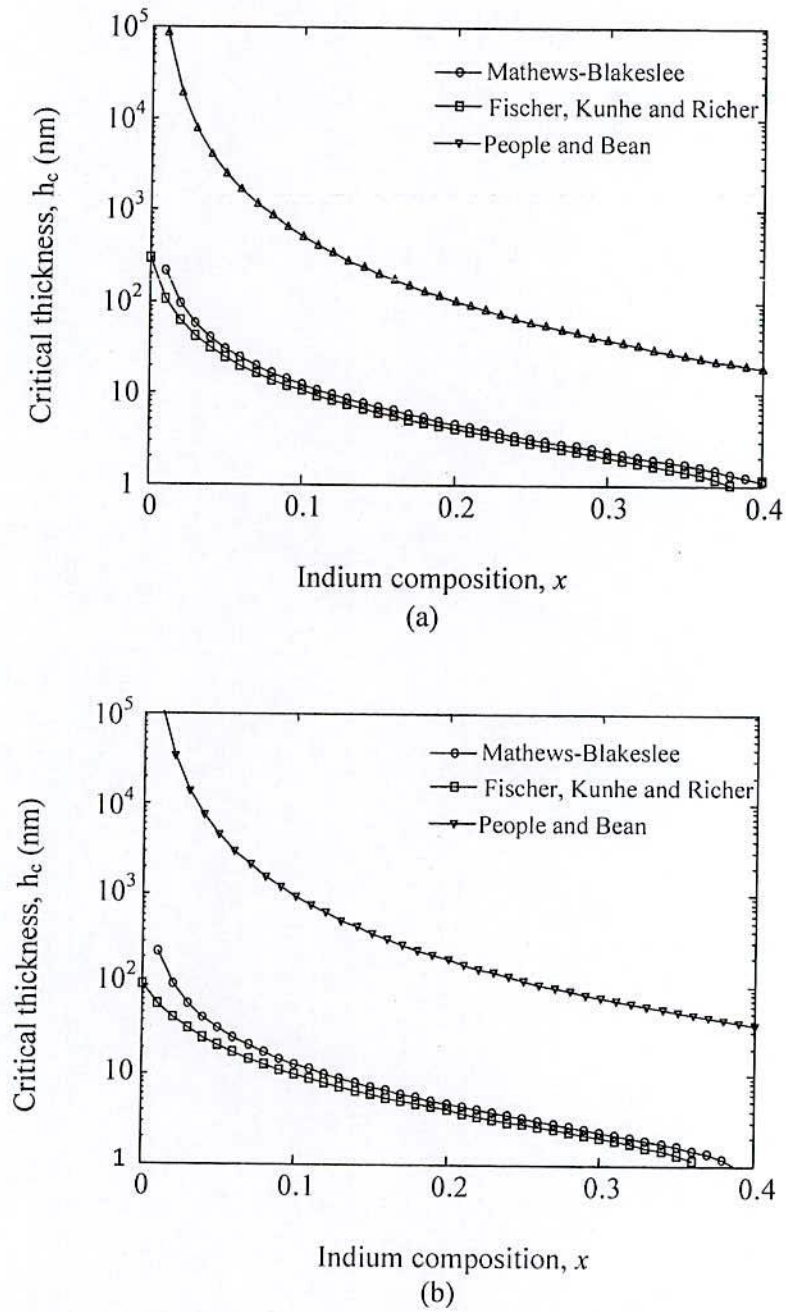 10^5
10^4
10^3
10^2
10
1
Critical thickness, h_c (nm)
Mathews-Blakeslee
Fischer, Kunhe and Richer
People and Bean
0 0.1 0.2 0.3 0.4
Indium composition, x
(a)
10^5
10^4
10^3
10^2
10
1
Critical thickness, h_c (nm)
Mathews-Blakeslee
Fischer, Kunhe and Richer
People and Bean
0 0.1 0.2 0.3 0.4
Indium composition, x
(b)